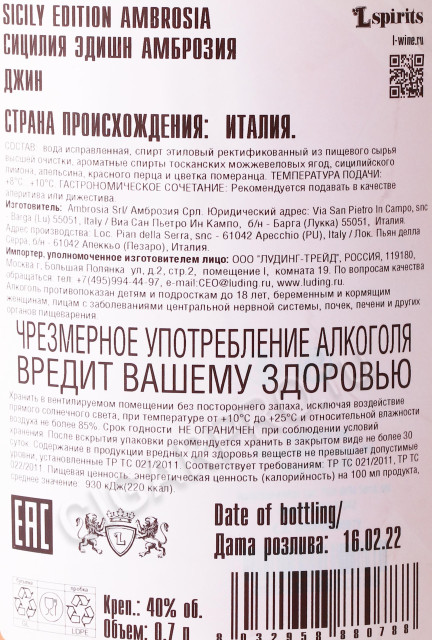 SICILY EDITION AMBROSIA
СИЦИЛИЯ ЭДИШН АМБРОЗИЯ
ДЖИН
Lspirits
l-wine.ru
СТРАНА ПРОИСХОЖДЕНИЯ: ИТАЛИЯ.
СОСТАВ: вода исправленная, спирт этиловый ректификованный из пищевого сырья
высшей очистки, ароматные спирты тосканских можжевеловых ягод, сицилийского
лимона, апельсина, красного перца и цветка померанца. ТЕМПЕРАТУРА ПОДАЧИ:
+8°С..+10°С. ГАСТРОНОМИЧЕСКОЕ СОЧЕТАНИЕ: Рекомендуется подавать в качестве
аперитива или дижестива.
Изготовитель: Ambrosia Srl/ Амброзия Срл. Юридический адрес: Via San Pietro In Campo, snc
- Barga (Lu) 55051, Italy / Виа Сан Пьетро Ин Кампо, б/н - Барга (Лукка) 55051, Италия.
Адрес производства: Loc. Pian della Serra, snc - 61042 Apecchio (PU), Italy / Лок. Пьян делла
Серра, б/н - 61042 Апеккьо (Пезаро), Италия.
Импортер, уполномоченное изготовителем лицо: ООО "ЛУДИНГ-ТРЕЙД", РОССИЯ, 119180,
Москва г, Большая Полянка ул, д.2, стр.2, помещение I, комната 19. По вопросам качества
обращаться тел.+7(495)994-44-97, e-mail:CEO@luding.ru, www.luding.ru.
Алкоголь противопоказан детям и подросткам до 18 лет, беременным и кормящим
женщинам, лицам с заболеваниями центральной нервной системы, почек, печени и других
органов пищеварения.
ЧРЕЗМЕРНОЕ УПОТРЕБЛЕНИЕ АЛКОГОЛЯ
ВРЕДИТ ВАШЕМУ ЗДОРОВЬЮ
Хранить в вентилируемом помещении без постороннего запаха, исключая воздействие
прямого солнечного света, при температуре от +10°С до +25°С и относительной влажности
воздуха не более 85%. Срок годности НЕ ОГРАНИЧЕН при соблюдении условий
хранения. После вскрытия упаковки рекомендуется хранить в закрытом виде не более 30
суток. Содержание в продукции вредных для здоровья веществ не превышает допустимые
уровни, установленные ТР ТС 021/2011. Соответствует требованиям: ТР ТС 021/2011, ТР ТС
022/2011. Пищевая ценность, энергетическая ценность (калорийность) на 100 мл продукта,
среднее значение: 930 кДж(220 ккал).
EAC
L
Date of bottling/
Дата розлива: 16.02.22
LDPE
Креп.: 40% об.
Объем: 0.7 л
8 032958 880788